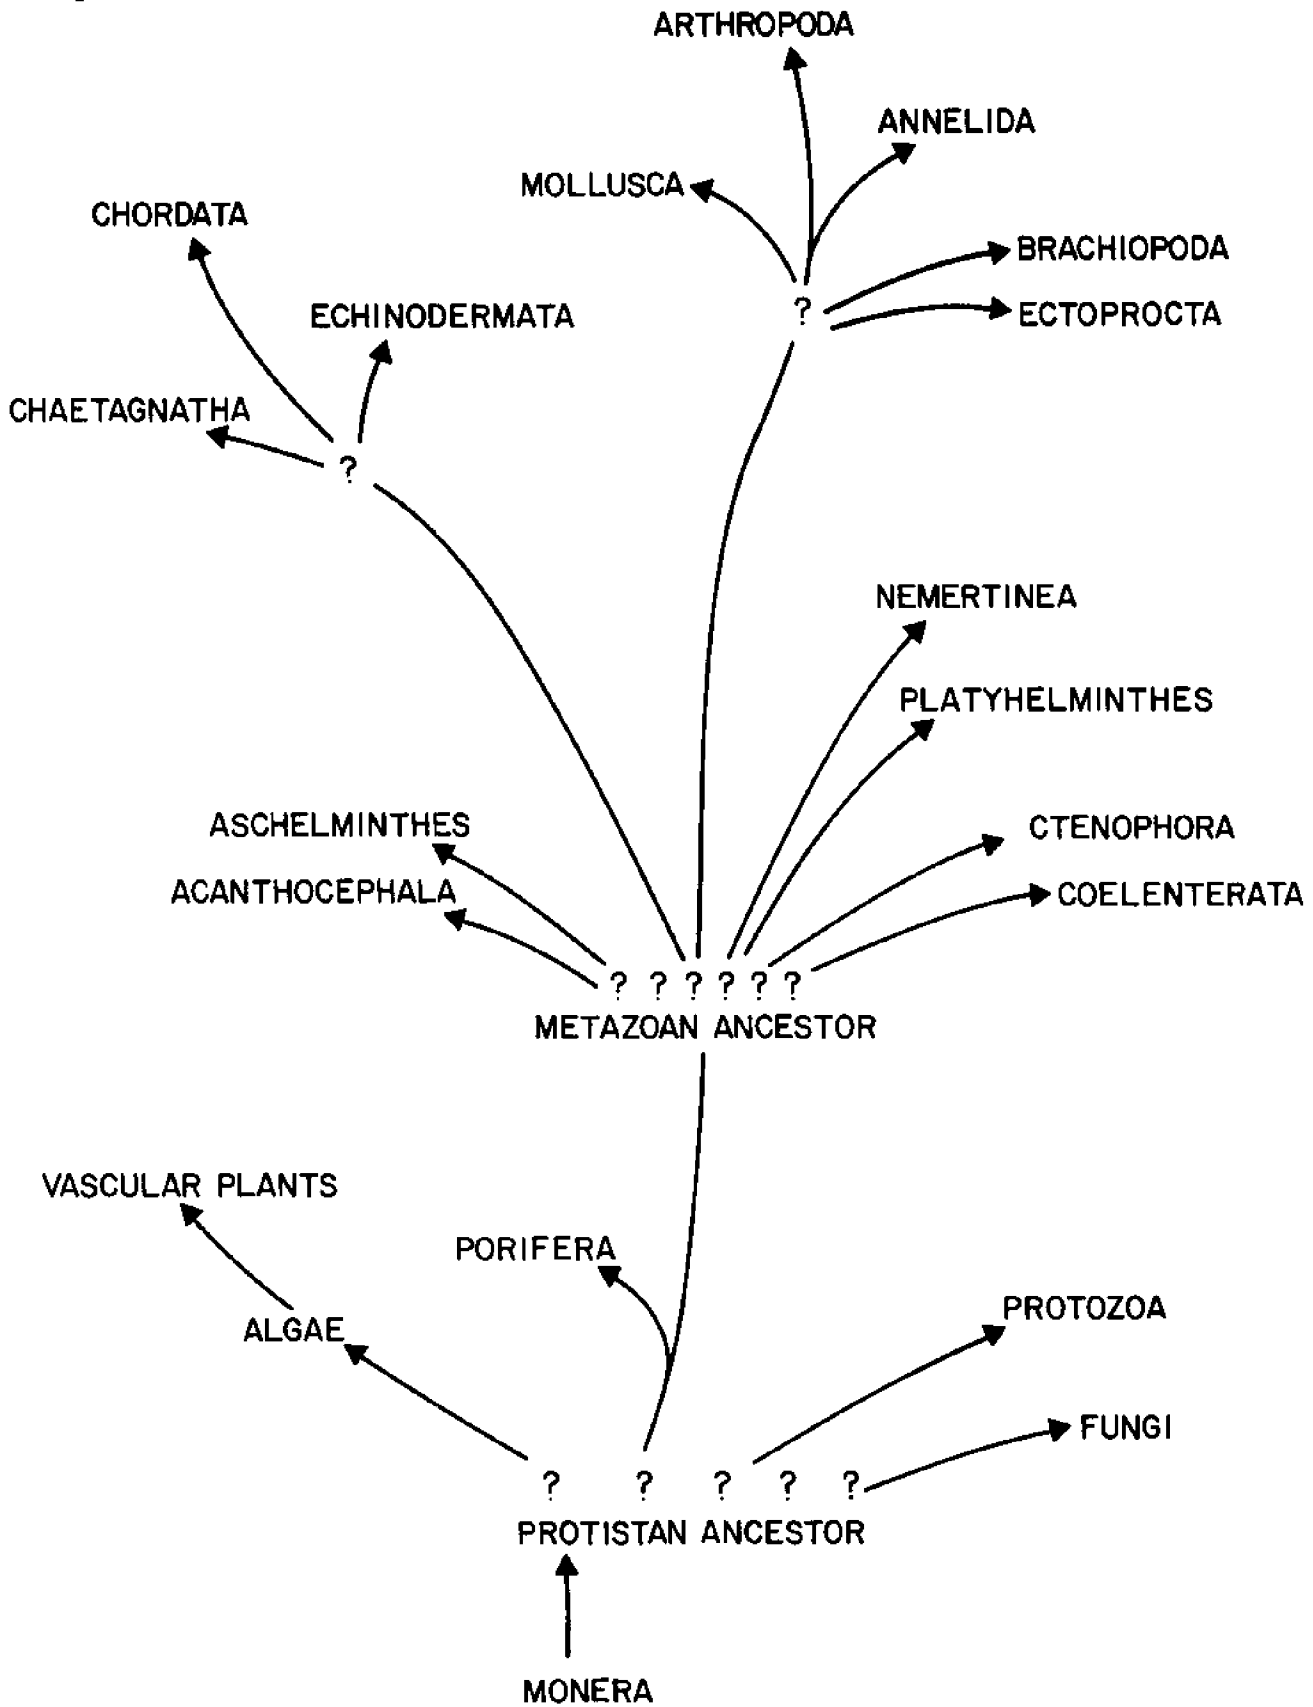 ARTHROPODA
ANNELIDA
MOLLUSCA
CHORDATA
BRACHIOPODA
ECHINODERMATA
?
ECTOPROCTA
CHAETAGNATHA
?
NEMERTINEA
PLATYHELMINTHES
ASCHELMINTHES
CTENOPHORA
ACANTHOCEPHALA
COELENTERATA
? ? ? ? ? ?
METAZOAN ANCESTOR
VASCULAR PLANTS
PORIFERA
PROTOZOA
ALGAE
FUNGI
? ? ? ? ?
PROTISTAN ANCESTOR
MONERA